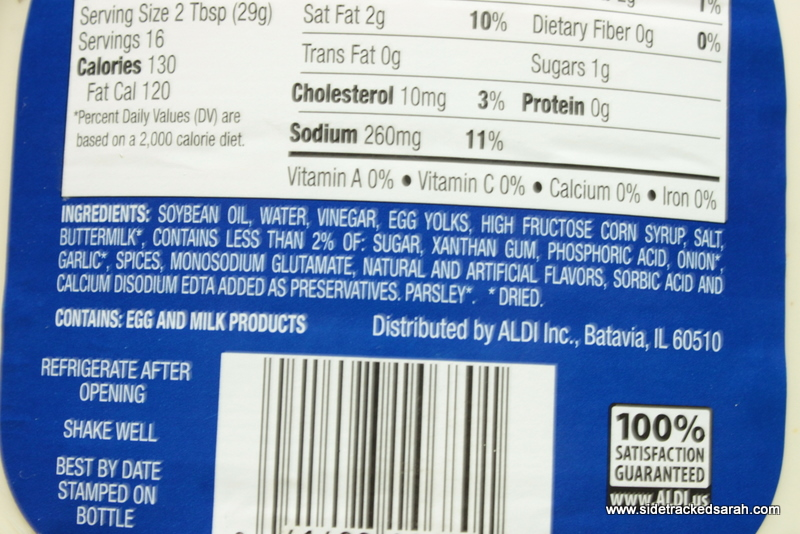 Serving Size 2 Tbsp (29g)
Servings 16
Calories 130
Fat Cal 120
*Percent Daily Values (DV) are
based on a 2,000 calorie diet.
1%
Sat Fat 2g 10% Dietary Fiber 0g 0%
Trans Fat 0g Sugars 1g
Cholesterol 10mg 3% Protein 0g
Sodium 260mg 11%
Vitamin A 0% • Vitamin C 0% • Calcium 0% • Iron 0%
INGREDIENTS: SOYBEAN OIL, WATER, VINEGAR, EGG YOLKS, HIGH FRUCTOSE CORN SYRUP, SALT,
BUTTERMILK*, CONTAINS LESS THAN 2% OF: SUGAR, XANTHAN GUM, PHOSPHORIC ACID, ONION*,
GARLIC*, SPICES, MONOSODIUM GLUTAMATE, NATURAL AND ARTIFICIAL FLAVORS, SORBIC ACID AND
CALCIUM DISODIUM EDTA ADDED AS PRESERVATIVES. PARSLEY*. * DRIED.
CONTAINS: EGG AND MILK PRODUCTS
Distributed by ALDI Inc., Batavia, IL 60510
REFRIGERATE AFTER
OPENING
SHAKE WELL
BEST BY DATE
STAMPED ON
BOTTLE
100%
SATISFACTION
GUARANTEED
www.ALDI.us
www.sidetrackedsarah.com